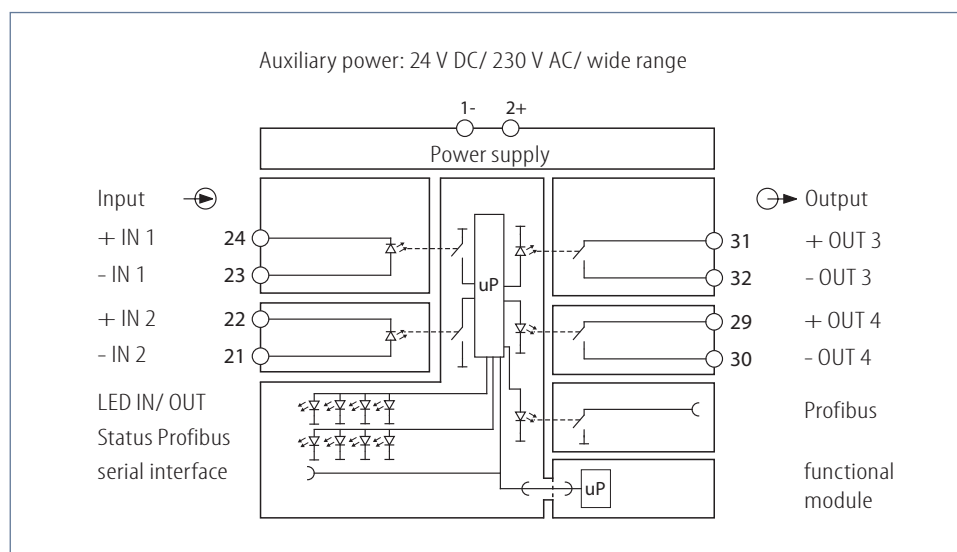 Auxiliary power: 24 V DC/ 230 V AC/ wide range
1- 2+
Power supply
Input
Output
+ IN 1 24
31 + OUT 3
- IN 1 23
32 - OUT 3
uP
+ IN 2 22
29 + OUT 4
- IN 2 21
30 - OUT 4
LED IN/ OUT
Status Profibus
serial interface
Profibus
uP
functional
module